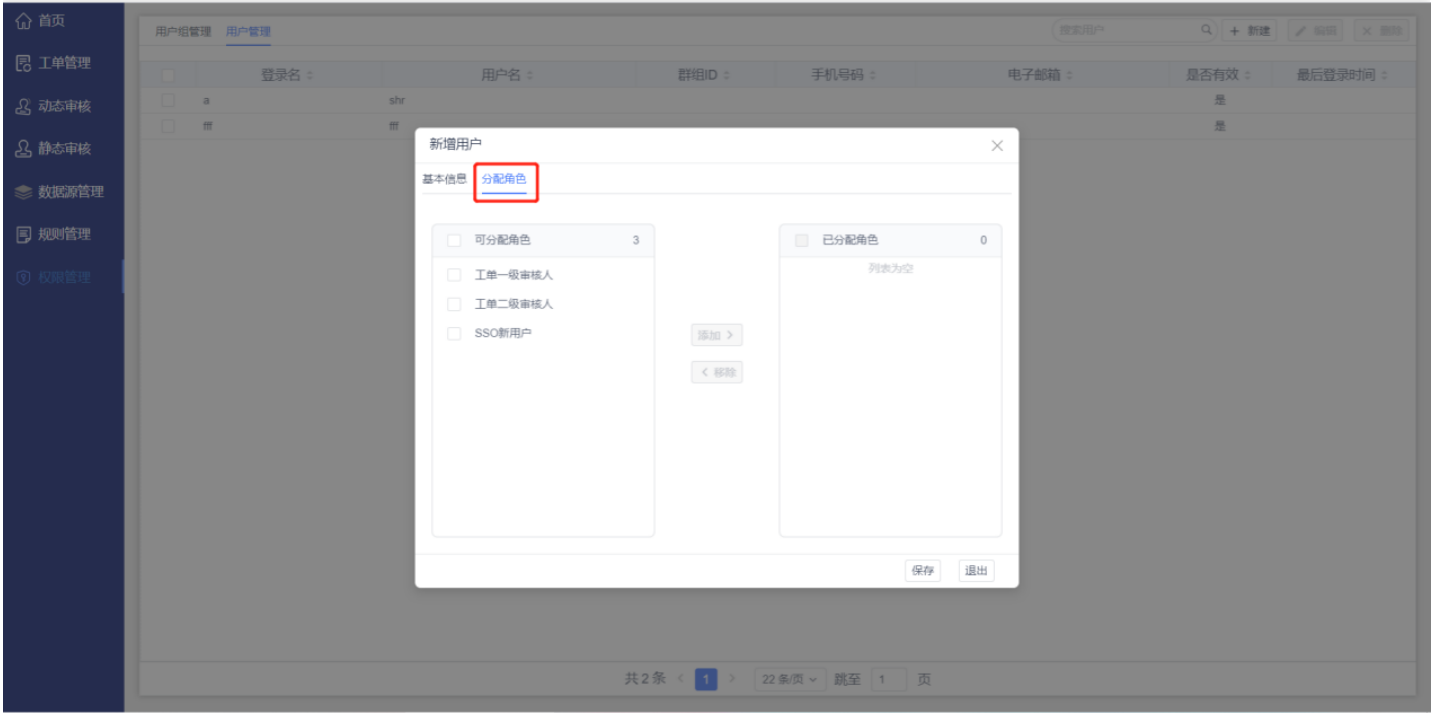 首页
工单管理
动态审核
静态审核
数据源管理
规则管理
权限管理
用户组管理 用户管理
搜索用户
+ 新建
编辑
× 删除
登录名 用户名 群组ID 手机号码 电子邮箱 是否有效 最后登录时间
a shr 是
fff fff 是
新增用户
基本信息 分配角色
可分配角色 3
工单一级审核人
工单二级审核人
SSO新用户
添加 >
< 移除
已分配角色 0
列表为空
保存 退出
共2条 < 1 > 22 条/页 跳至 1 页